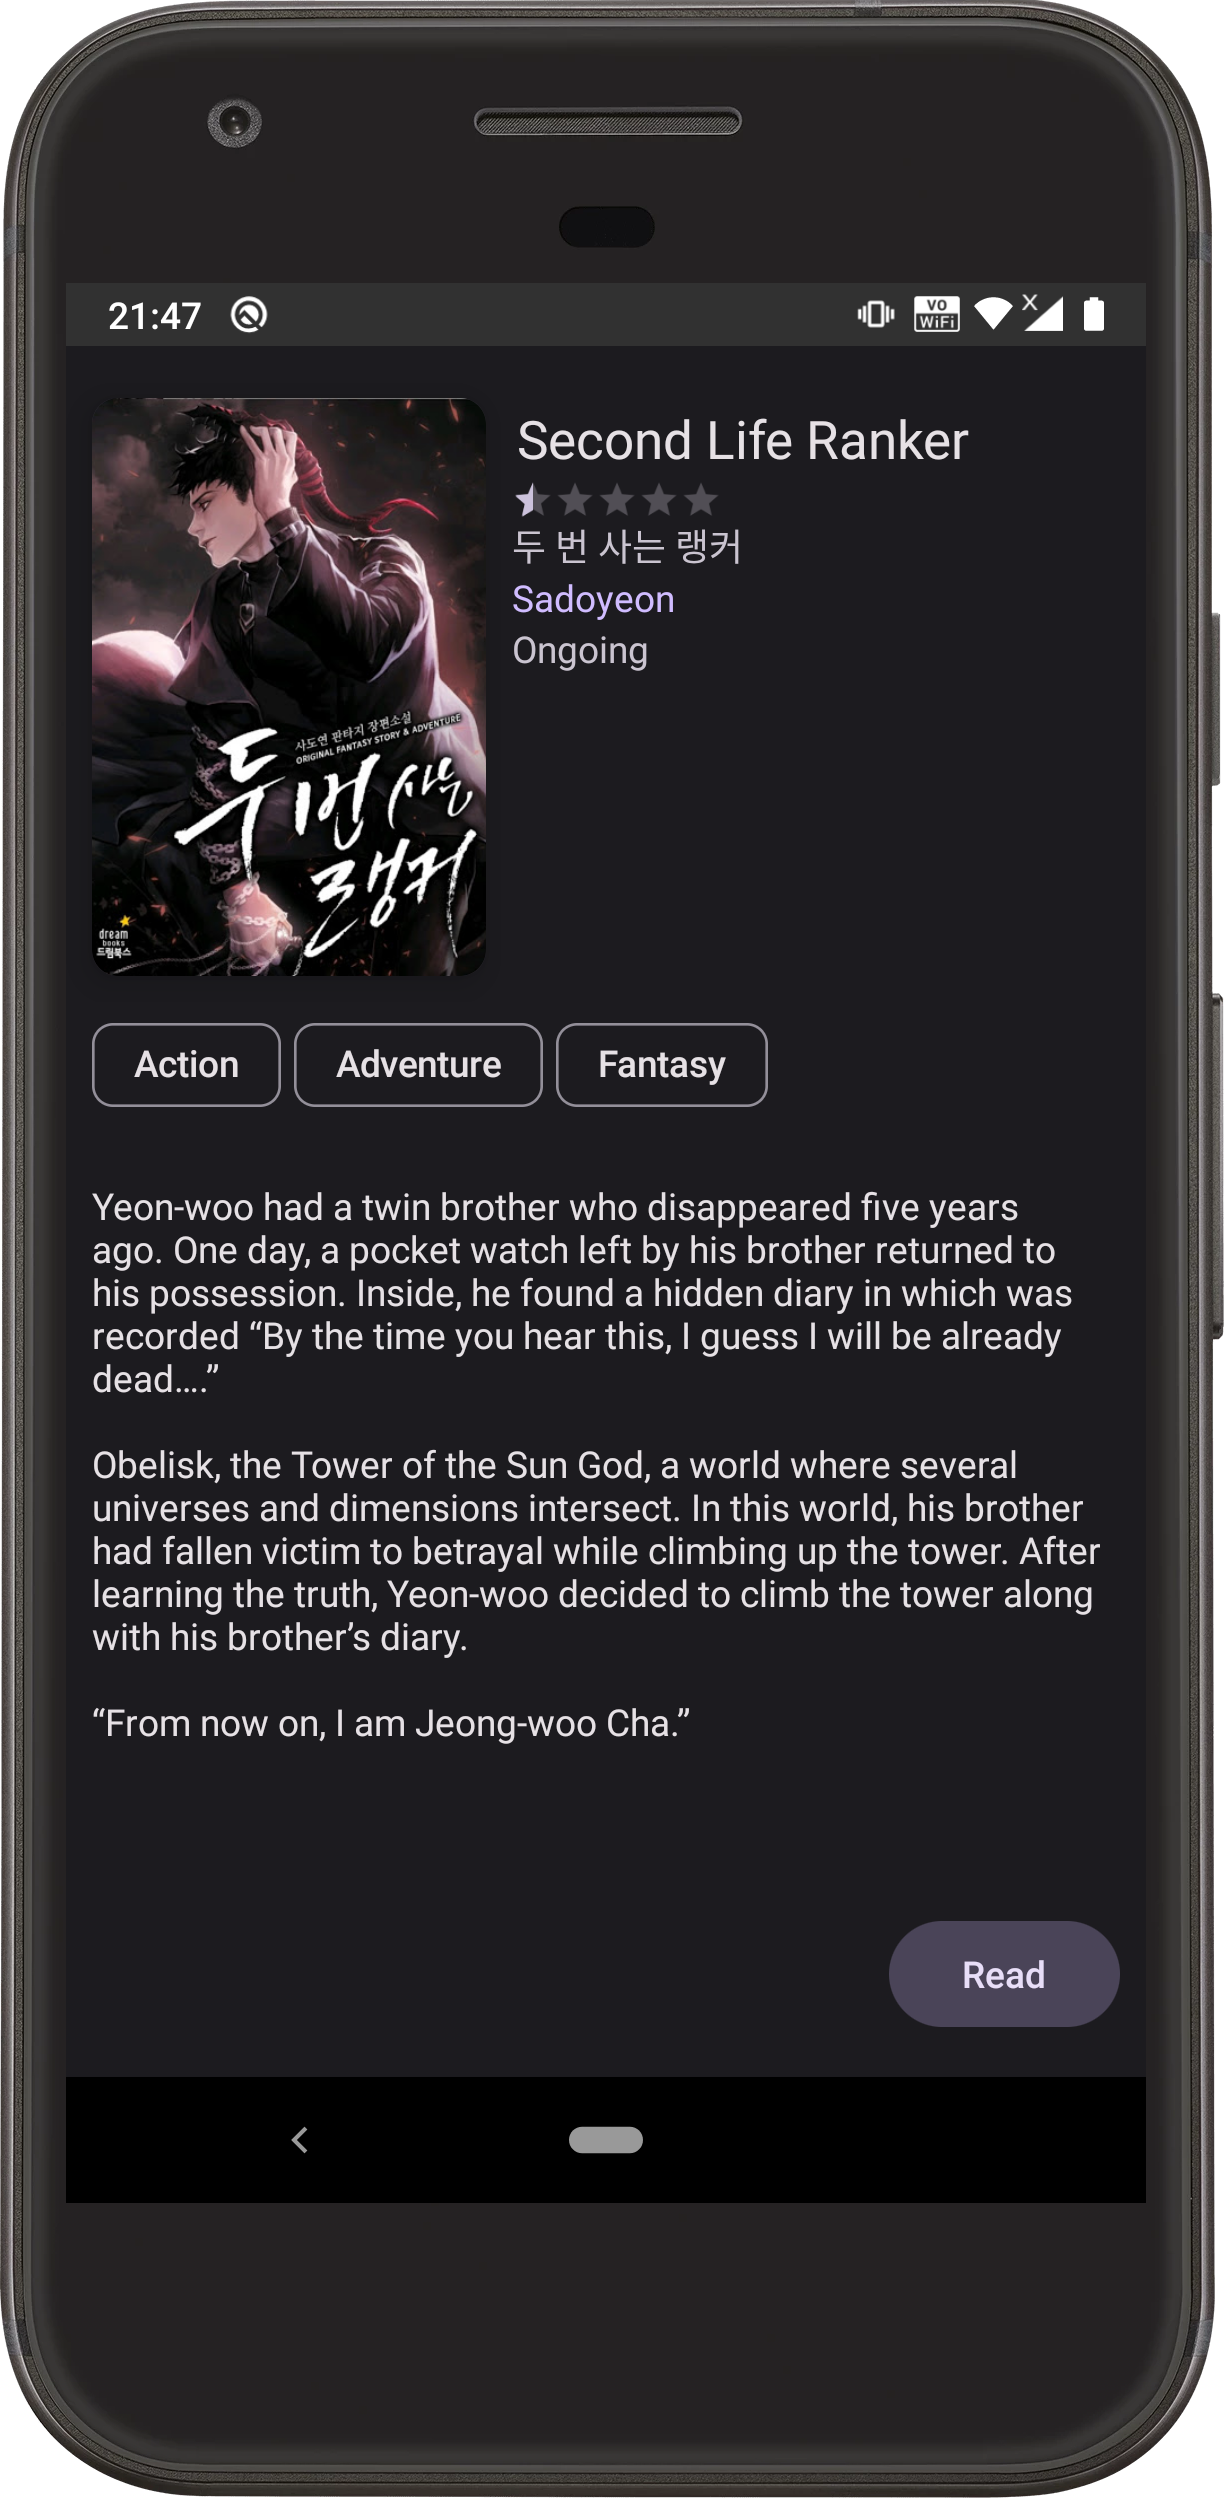 21:47
VO
WiFi
Second Life Ranker
두 번 사는 랭커
Sadoyeon
Ongoing
사도연 판타지 장편소설
ORIGINAL FANTASY STORY & ADVENTURE
두 번 사는
랭커
dream
books
드림북스
Action Adventure Fantasy
Yeon-woo had a twin brother who disappeared five years
ago. One day, a pocket watch left by his brother returned to
his possession. Inside, he found a hidden diary in which was
recorded “By the time you hear this, I guess I will be already
dead….”
Obelisk, the Tower of the Sun God, a world where several
universes and dimensions intersect. In this world, his brother
had fallen victim to betrayal while climbing up the tower. After
learning the truth, Yeon-woo decided to climb the tower along
with his brother’s diary.
“From now on, I am Jeong-woo Cha.”
Read